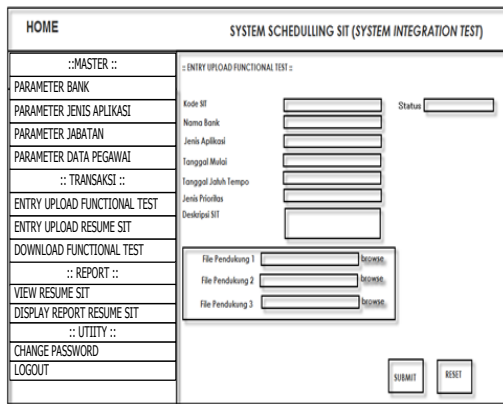 HOME
SYSTEM SCHEDULLING SIT (SYSTEM INTEGRATION TEST)
::MASTER ::
PARAMETER BANK
PARAMETER JENIS APLIKASI
PARAMETER JABATAN
PARAMETER DATA PEGAWAI
:: TRANSAKSI ::
ENTRY UPLOAD FUNCTIONAL TEST
ENTRY UPLOAD RESUME SIT
DOWNLOAD FUNCTIONAL TEST
:: REPORT ::
VIEW RESUME SIT
DISPLAY REPORT RESUME SIT
:: UTIITY ::
CHANGE PASSWORD
LOGOUT
:: ENTRY UPLOAD FUNCTIONAL TEST ::
Kode SIT
Status
Nama Bank
Jenis Aplikasi
Tanggal Mulai
Tanggal Jatuh Tempo
Jenis Prioritas
Deskripsi SIT
File Pendukung 1 browse
File Pendukung 2 browse
File Pendukung 3 browse
SUBMIT RESET